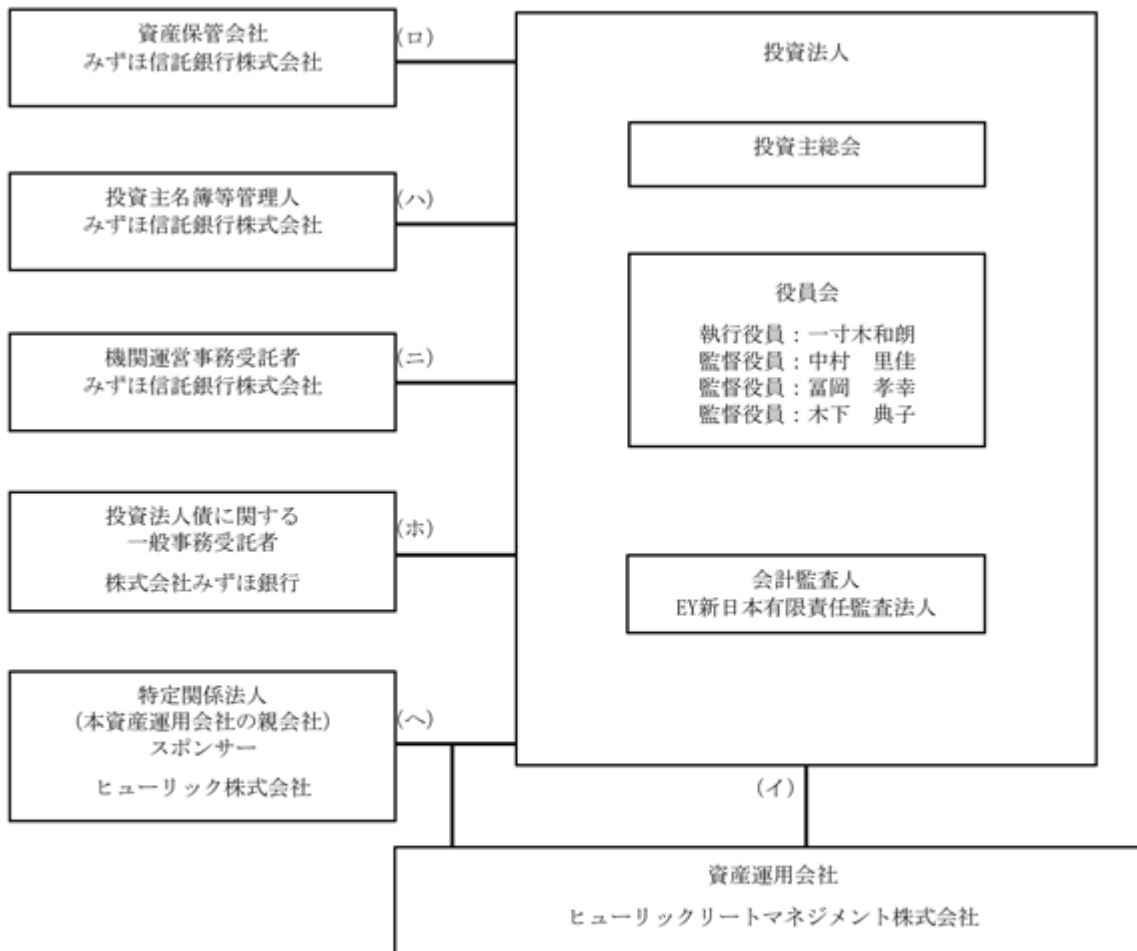 資産保管会社
みずほ信託銀行株式会社
(ロ)
投資主名簿等管理人
みずほ信託銀行株式会社
(ハ)
機関運営事務受託者
みずほ信託銀行株式会社
(ニ)
投資法人債に関する
一般事務受託者
株式会社みずほ銀行
(ホ)
特定関係法人
(本資産運用会社の親会社)
スポンサー
ヒューリック株式会社
(ヘ)
投資法人
投資主総会
役員会
執行役員：一寸木和朗
監督役員：中村　里佳
監督役員：冨岡　孝幸
監督役員：木下　典子
会計監査人
EY新日本有限責任監査法人
(イ)
資産運用会社
ヒューリックリートマネジメント株式会社